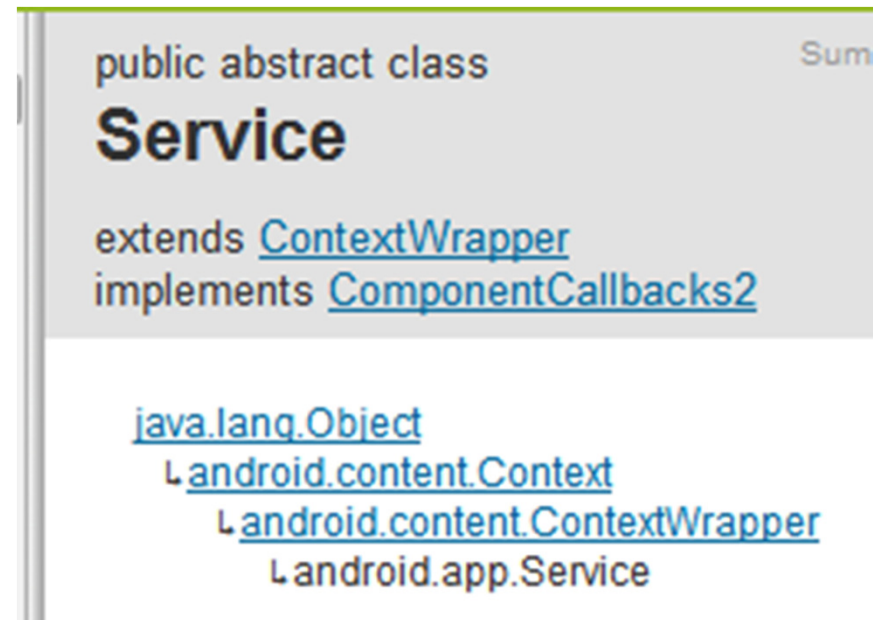 public abstract class
Sum
Service
extends ContextWrapper
implements ComponentCallbacks2
java.lang.Object
↳android.content.Context
↳android.content.ContextWrapper
↳android.app.Service